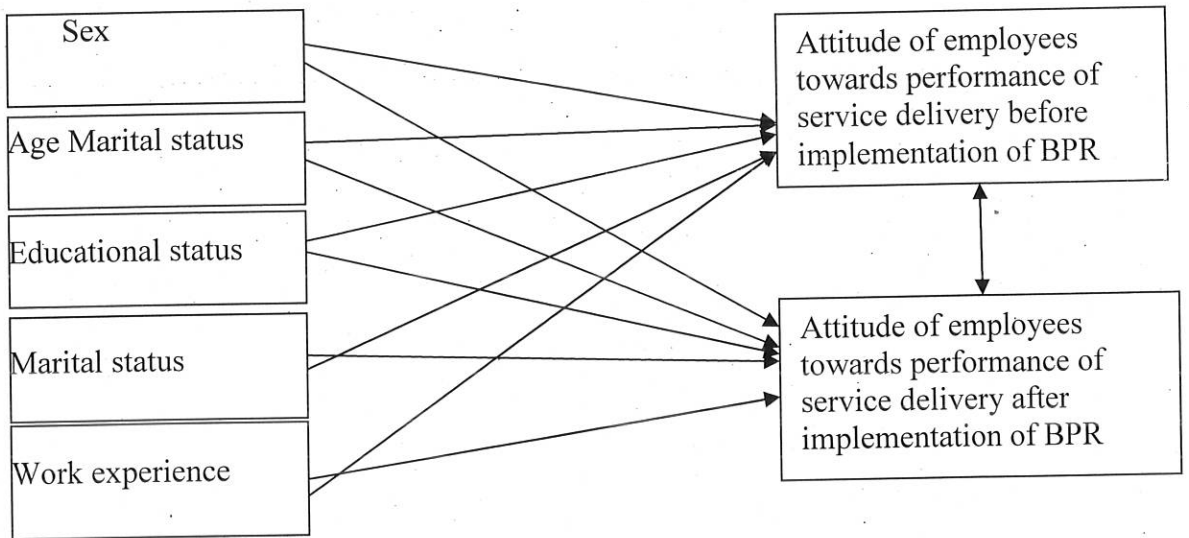 Sex
Age Marital status
Educational status
Marital status
Work experience
Attitude of employees
towards performance of
service delivery before
implementation of BPR
Attitude of employees
towards performance of
service delivery after
implementation of BPR